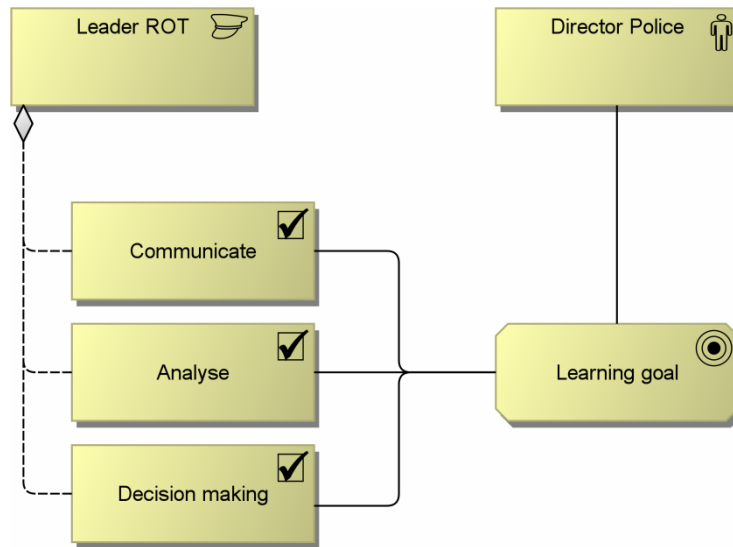 Leader ROT
Director Police
Communicate
Analyse
Learning goal
Decision making